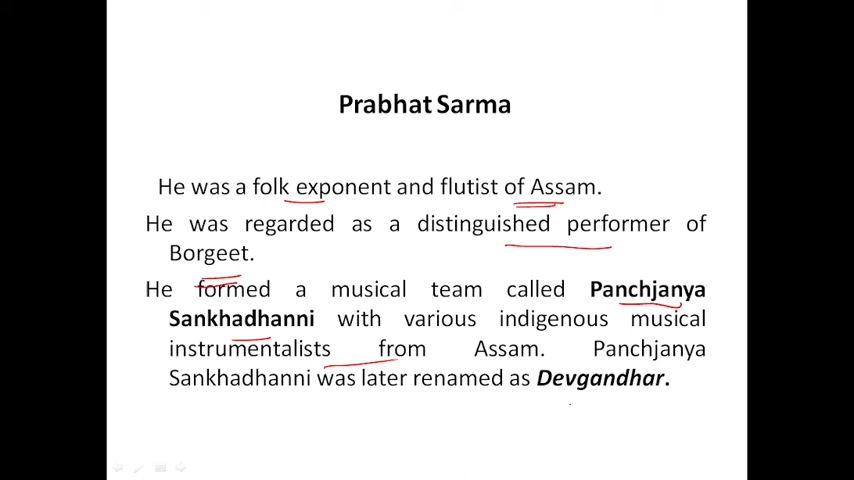 Prabhat Sarma
He was a folk exponent and flutist of Assam.
He was regarded as a distinguished performer of
Borgeet.
He formed a musical team called Panchjanya
Sankhadhanni with various indigenous musical
instrumentalists from Assam. Panchjanya
Sankhadhanni was later renamed as Devgandhar.